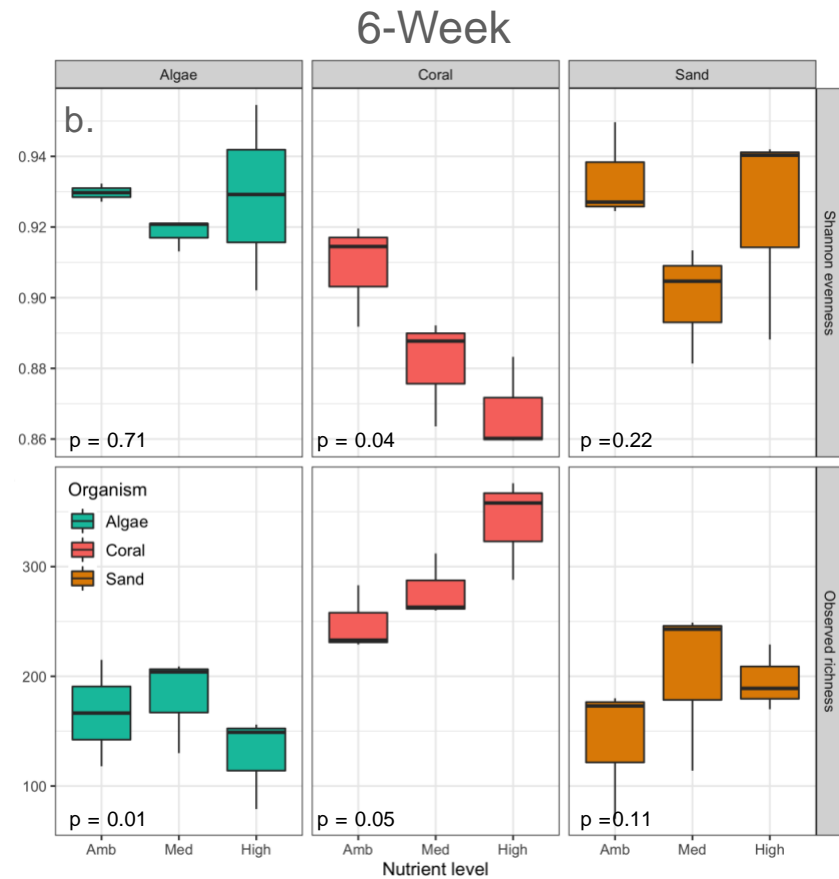 6-Week
Algae Coral Sand
b.
0.94
0.92
0.90
0.88
0.86
p = 0.71 p = 0.04 p =0.22
Shannon evenness
Organism
Algae
Coral
Sand
300
200
100
p = 0.01 p = 0.05 p =0.11
Observed richness
Amb Med High Amb Med High Amb Med High
Nutrient level